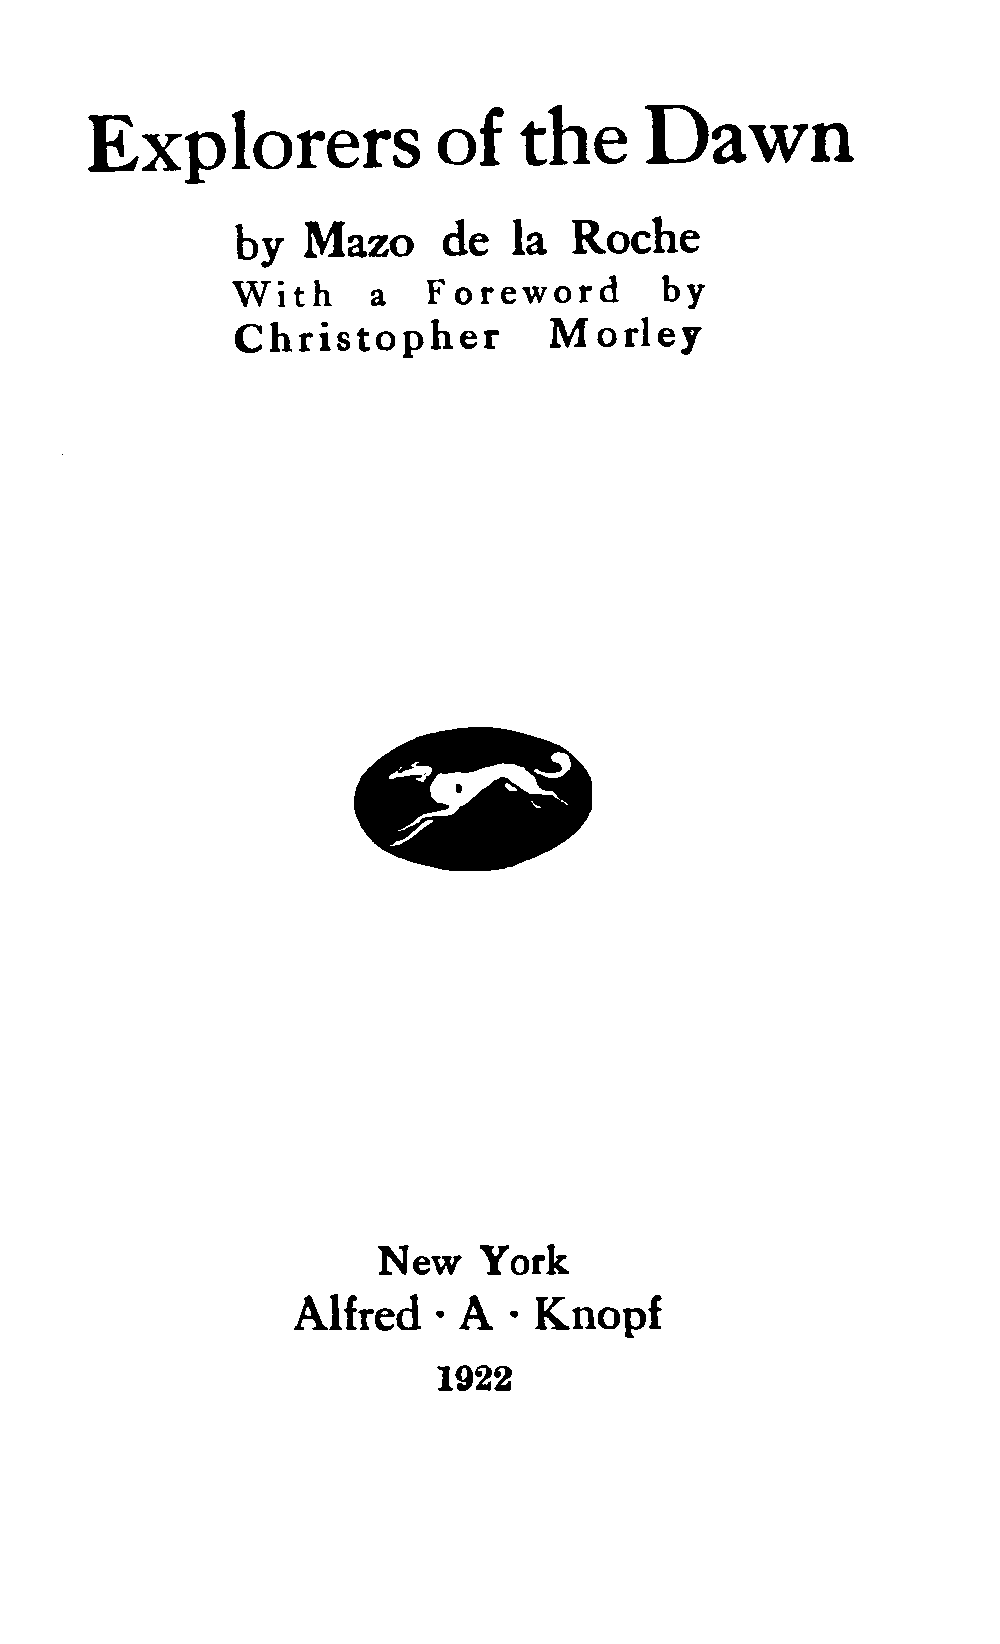 Explorers of the Dawn
by Mazo de la Roche
With a Foreword by
Christopher Morley
New York
Alfred · A · Knopf
1922